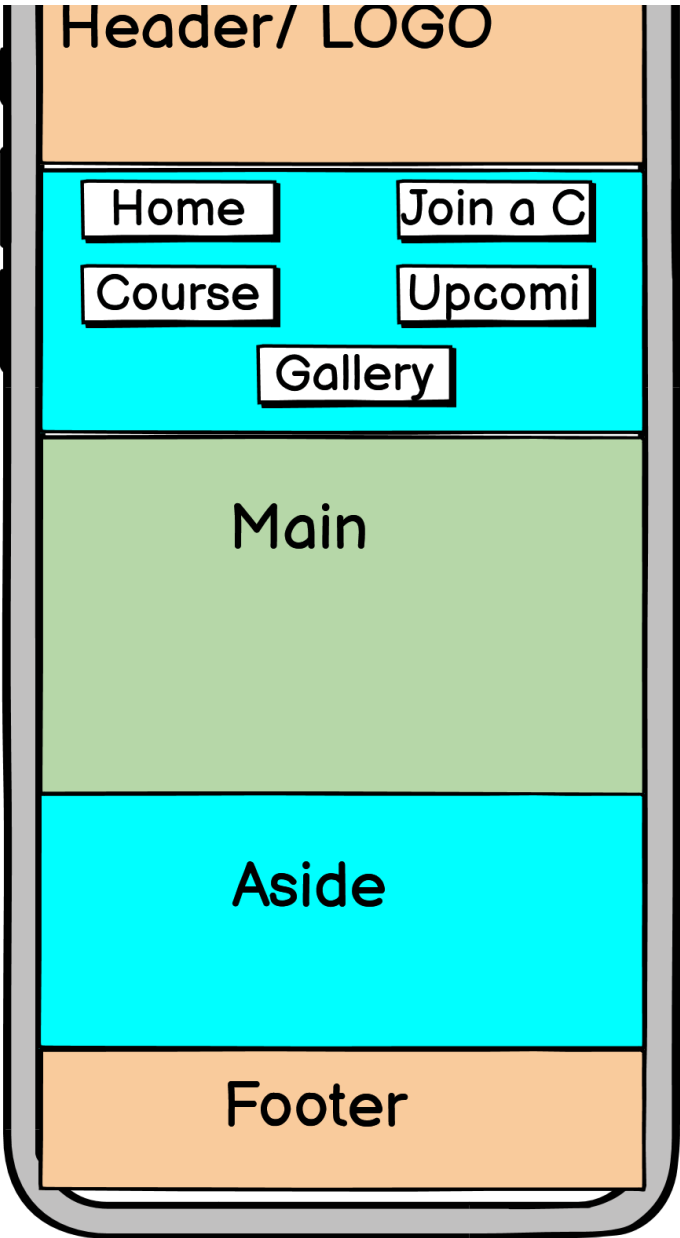 Header/ LOGO
Home
Join a C
Course
Upcomi
Gallery
Main
Aside
Footer